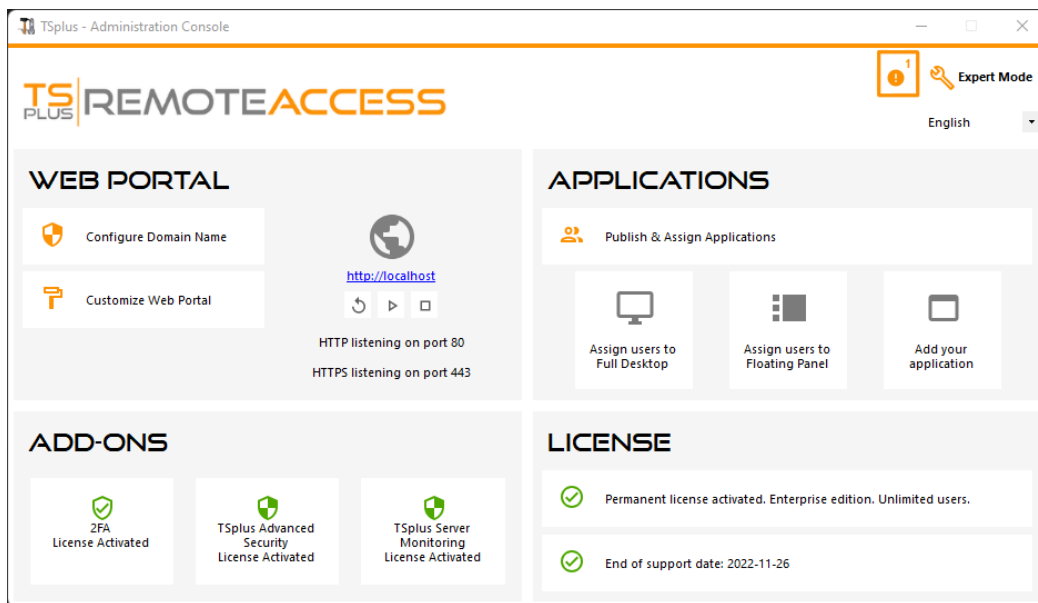 TSplus - Administration Console
1
Expert Mode
TS PLUS REMOTEACCESS
English
WEB PORTAL
Configure Domain Name
Customize Web Portal
http://localhost
HTTP listening on port 80
HTTPS listening on port 443
APPLICATIONS
Publish & Assign Applications
Assign users to
Full Desktop
Assign users to
Floating Panel
Add your
application
ADD-ONS
2FA
License Activated
TSplus Advanced
Security
License Activated
TSplus Server
Monitoring
License Activated
LICENSE
Permanent license activated. Enterprise edition. Unlimited users.
End of support date: 2022-11-26